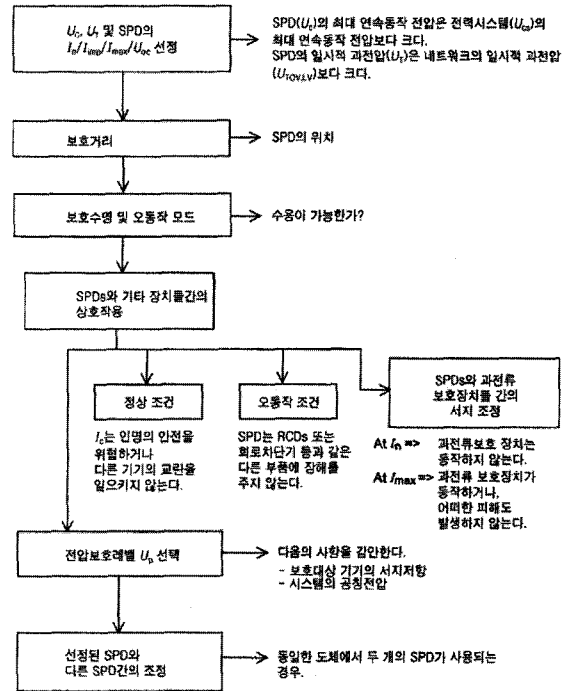 U_c, U_T 및 SPD의
I_n/I_imp/I_max/U_oc 선정
SPD(U_c)의 최대 연속동작 전압은 전력시스템(U_cs)의
최대 연속동작 전압보다 크다.
SPD의 일시적 과전압(U_T)은 네트워크의 일시적 과전압
(U_TOV,LV)보다 크다.
보호거리
SPD의 위치
보호수명 및 오동작 모드
수용이 가능한가?
SPDs와 기타 장치들간의
상호작용
정상 조건
I_c는 인명의 안전을
위협하거나
다른 기기의 교란을
일으키지 않는다.
오동작 조건
SPD는 RCDs 또는
회로차단기 등과 같은
다른 부품에 장해를
주지 않는다.
SPDs와 과전류
보호장치들 간의
서지 조정
At I_n => 과전류보호 장치는
동작하지 않는다.
At I_max => 과전류 보호장치가
동작하거나,
어떠한 피해도
발생하지 않는다.
전압보호레벨 U_p 선택
다음의 사항을 감안한다.
- 보호대상 기기의 서지저항
- 시스템의 공칭전압
선정된 SPD와
다른 SPD간의 조정
동일한 도체에서 두 개의 SPD가 사용되는
경우.